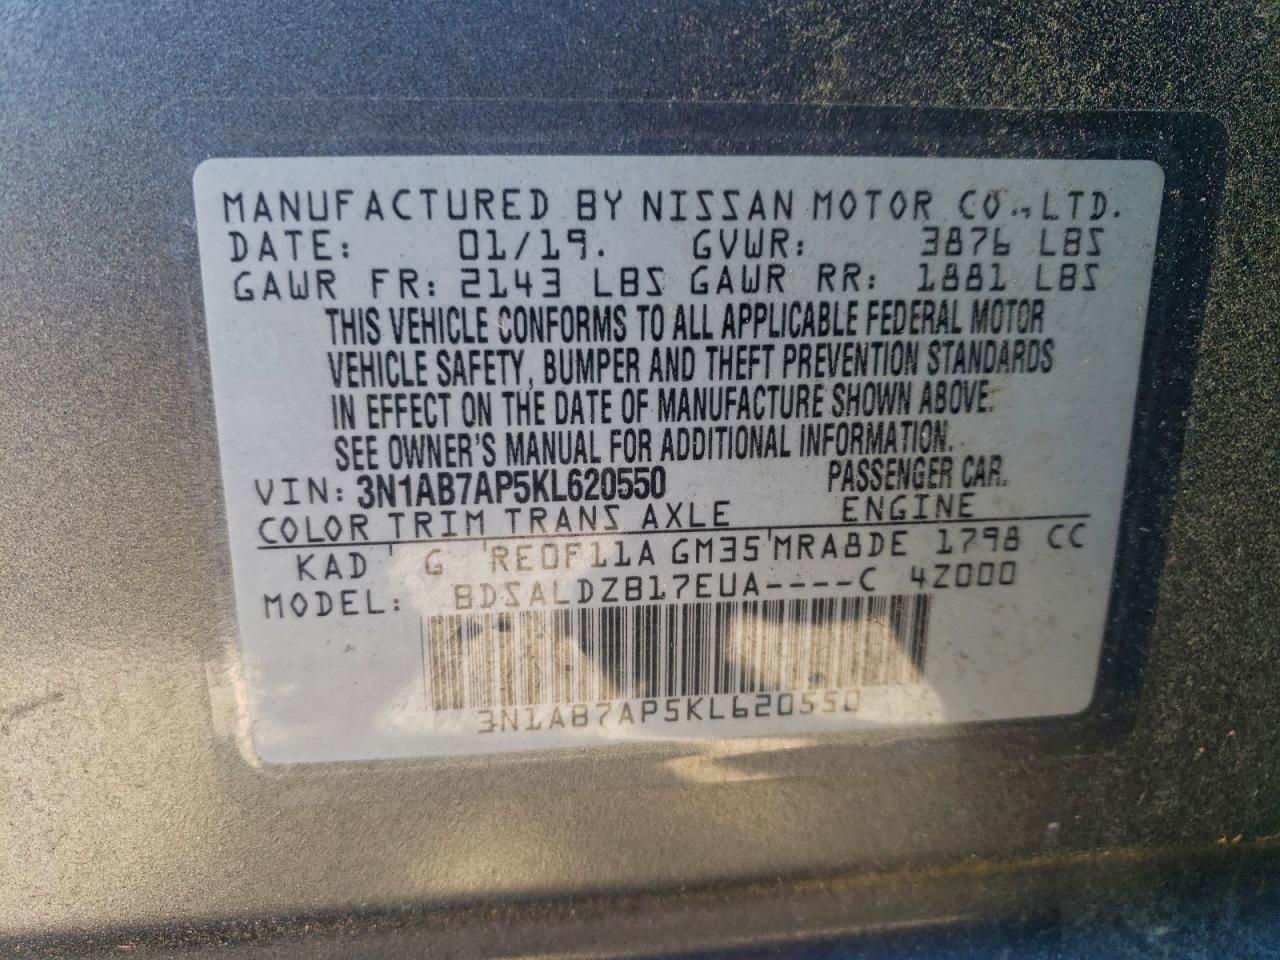 MANUFACTURED BY NISSAN MOTOR CO., LTD.
DATE: 01/19. GVWR: 3876 LBS
GAWR FR: 2143 LBS GAWR RR: 1881 LBS
THIS VEHICLE CONFORMS TO ALL APPLICABLE FEDERAL MOTOR
VEHICLE SAFETY, BUMPER AND THEFT PREVENTION STANDARDS
IN EFFECT ON THE DATE OF MANUFACTURE SHOWN ABOVE.
SEE OWNER'S MANUAL FOR ADDITIONAL INFORMATION.
VIN: 3N1AB7AP5KL620550 PASSENGER CAR.
COLOR TRIM TRANS AXLE ENGINE
KAD G RE0F11A GM35 MRA8DE 1798 CC
MODEL: BDSALDZB17EUA----C 4Z000
3N1AB7AP5KL620550